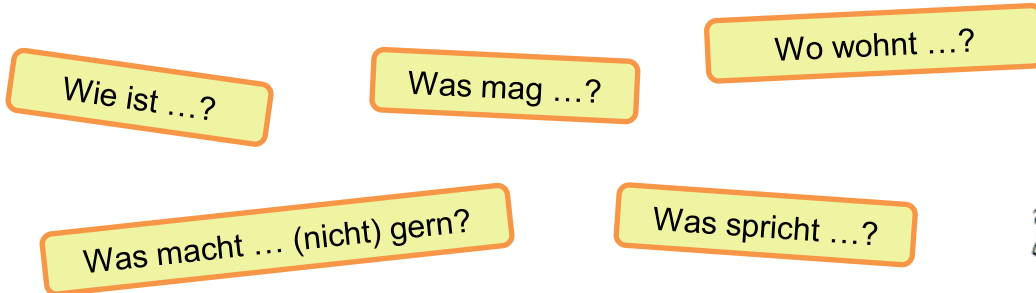 Wie ist …?
Was mag …?
Wo wohnt …?
Was macht … (nicht) gern?
Was spricht …?